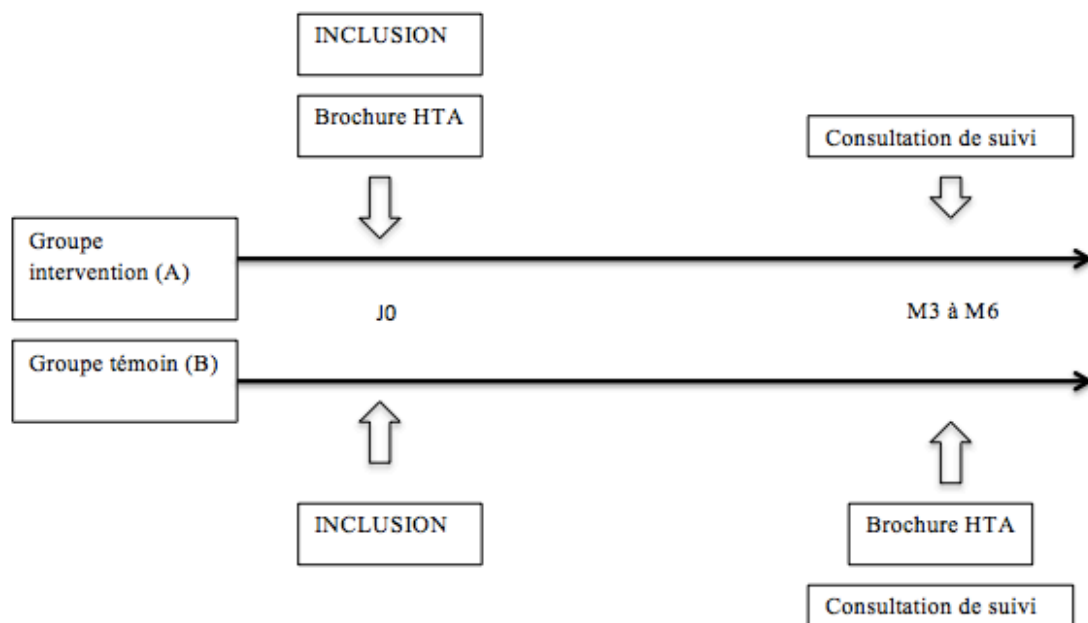 INCLUSION
Brochure HTA
Consultation de suivi
Groupe
intervention (A)
J0
M3 à M6
Groupe témoin (B)
INCLUSION
Brochure HTA
Consultation de suivi